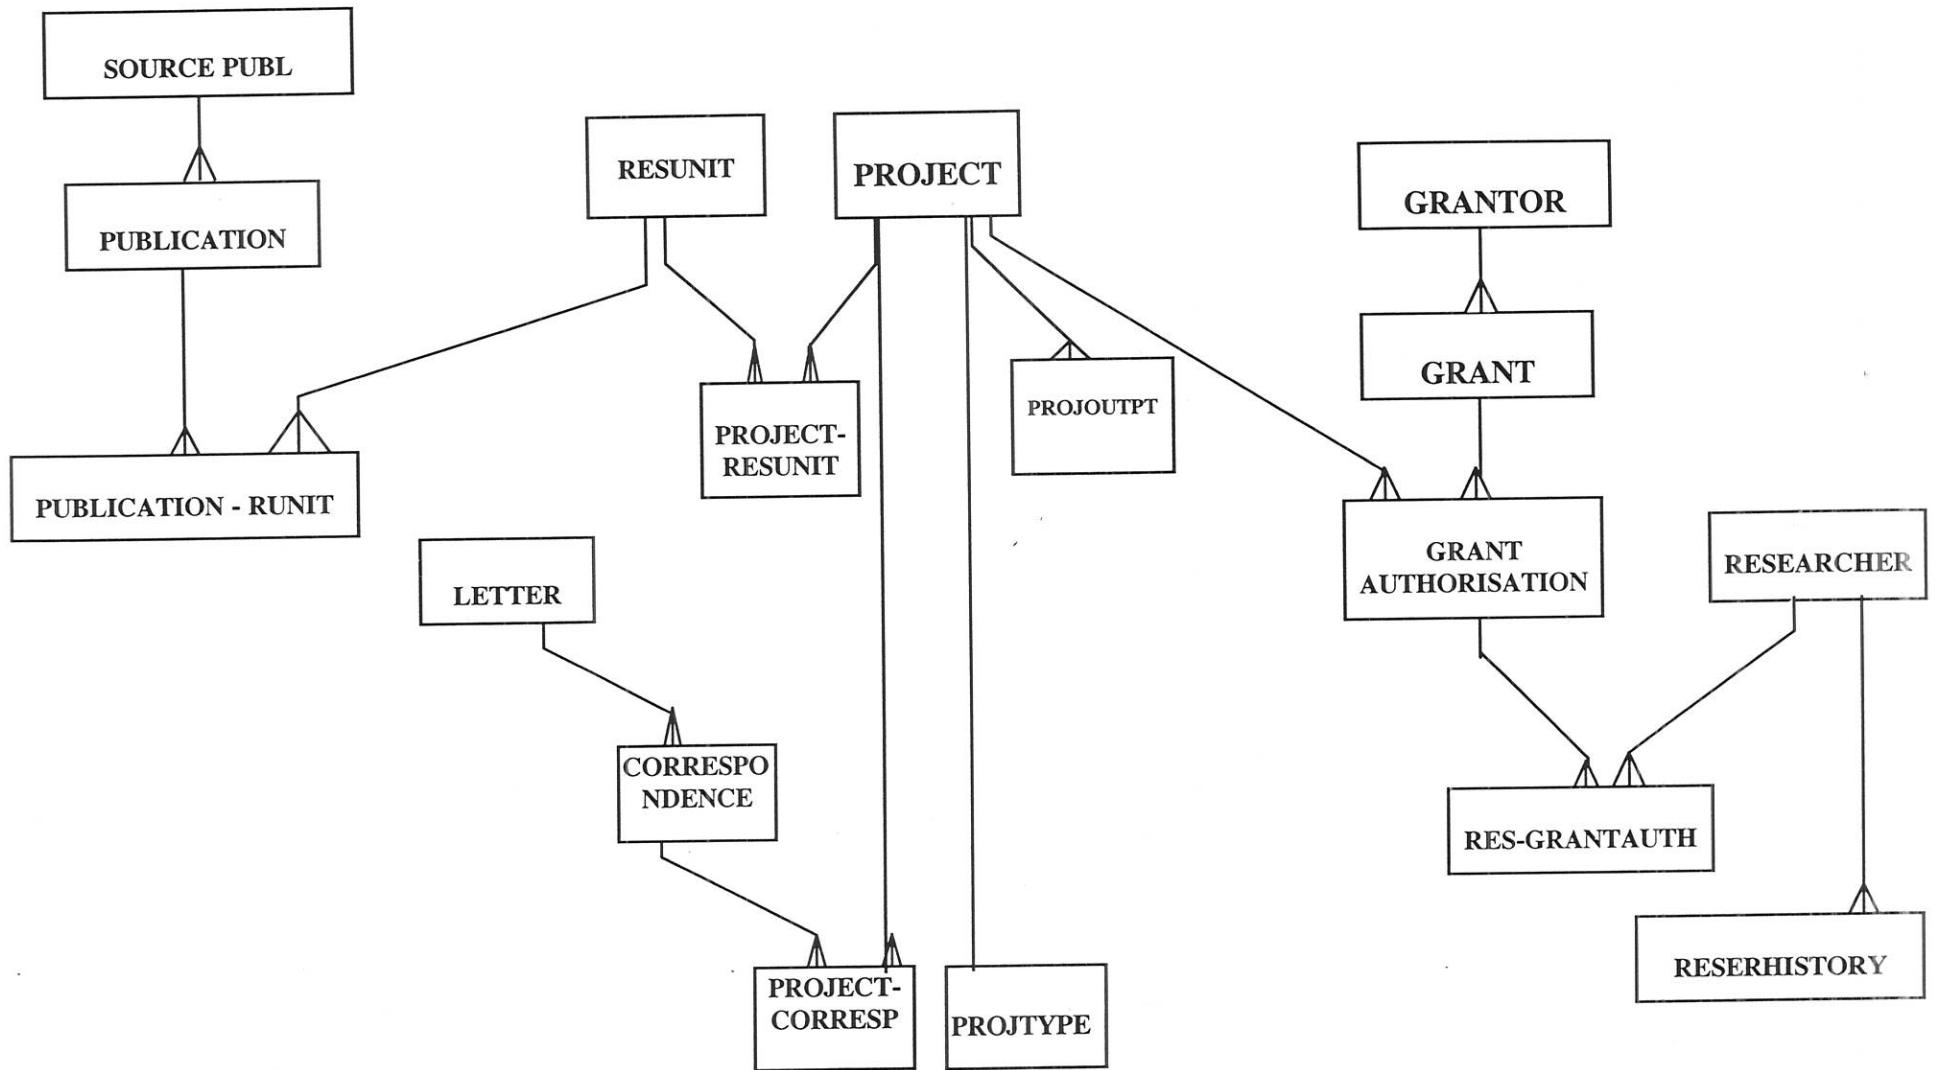 SOURCE PUBL
RESUNIT
PROJECT
GRANTOR
PUBLICATION
GRANT
PROJOUTPT
PROJECT-
RESUNIT
PUBLICATION - RUNIT
GRANT
AUTHORISATION
RESEARCHER
LETTER
CORRESPO
NDENCE
RES-GRANTAUTH
RESERHISTORY
PROJECT-
CORRESP
PROJTYPE